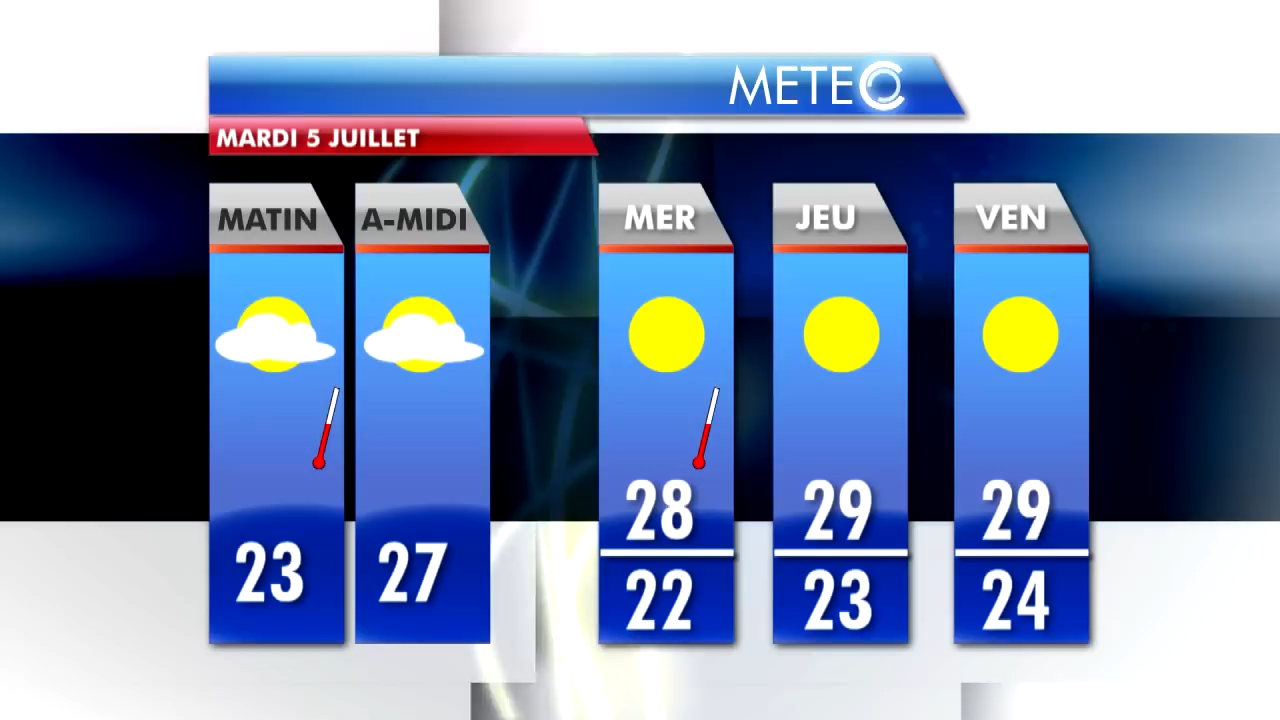 METEO
MARDI 5 JUILLET
MATIN
A-MIDI
MER
JEU
VEN
23
27
28
22
29
23
29
24